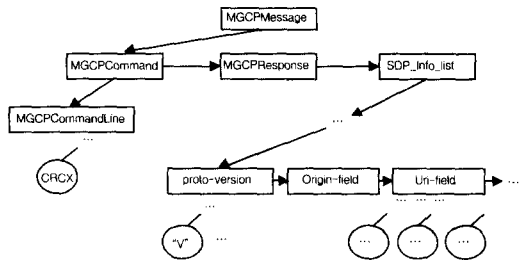 MGCPMessage
MGCPCommand
MGCPResponse
SDP_Info_list
MGCPCommandLine
...
...
CRCX
proto-version
Origin-field
Uri-field
...
...
... ... ...
"V"
...
...
...
...